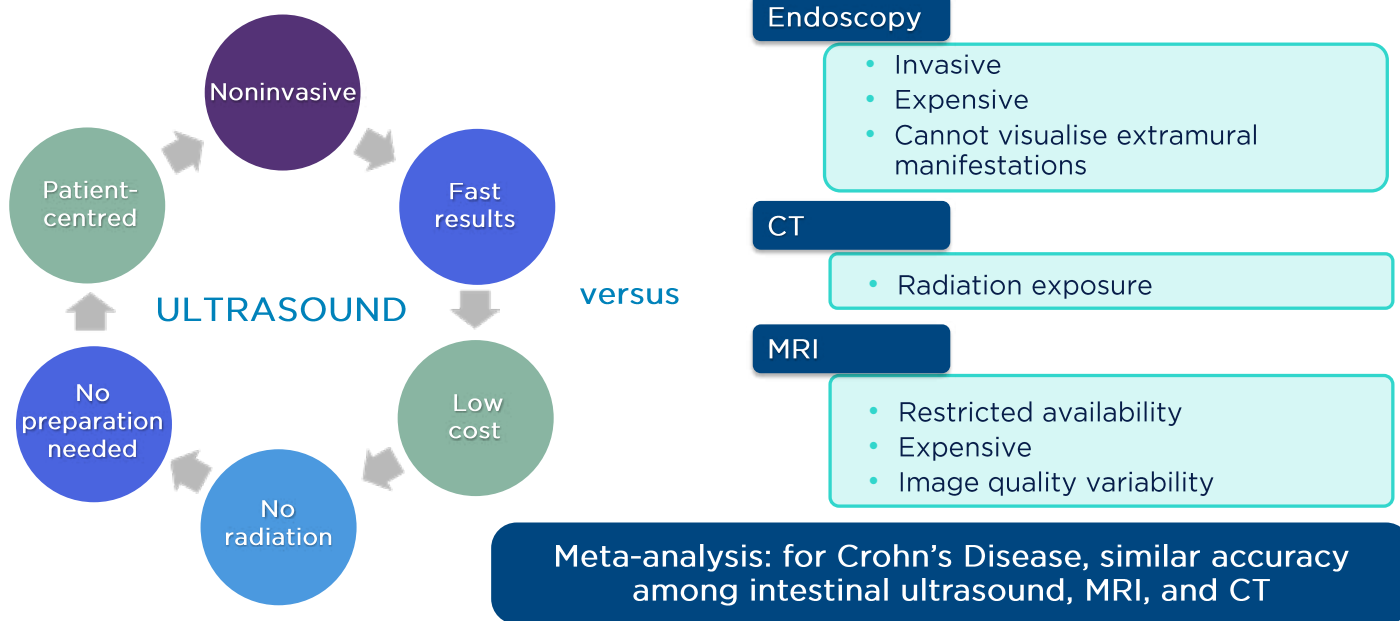 Noninvasive
Fast
results
Low
cost
No
radiation
No
preparation
needed
Patient-
centred
ULTRASOUND
versus
Endoscopy
• Invasive
• Expensive
• Cannot visualise extramural
manifestations
CT
• Radiation exposure
MRI
• Restricted availability
• Expensive
• Image quality variability
Meta-analysis: for Crohn's Disease, similar accuracy
among intestinal ultrasound, MRI, and CT